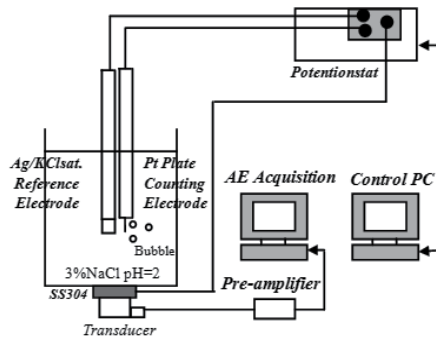 Potentionstat
Ag/KClsat.
Reference
Electrode
Pt Plate
Counting
Electrode
Bubble
3%NaCl pH=2
SS304
Transducer
AE Acquisition
Control PC
Pre-amplifier